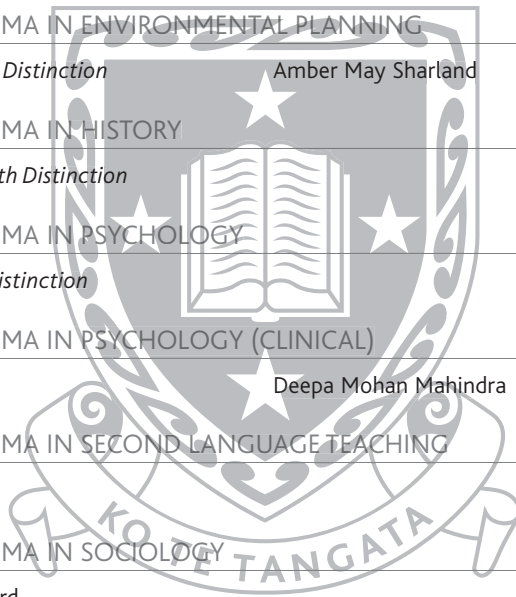 MA IN ENVIRONMENTAL PLANNING
Distinction Amber May Sharland
MA IN HISTORY
th Distinction
MA IN PSYCHOLOGY
istinction
MA IN PSYCHOLOGY (CLINICAL)
Deepa Mohan Mahindra
MA IN SECOND LANGUAGE TEACHING
KO TE TANGATA
MA IN SOCIOLOGY
rd